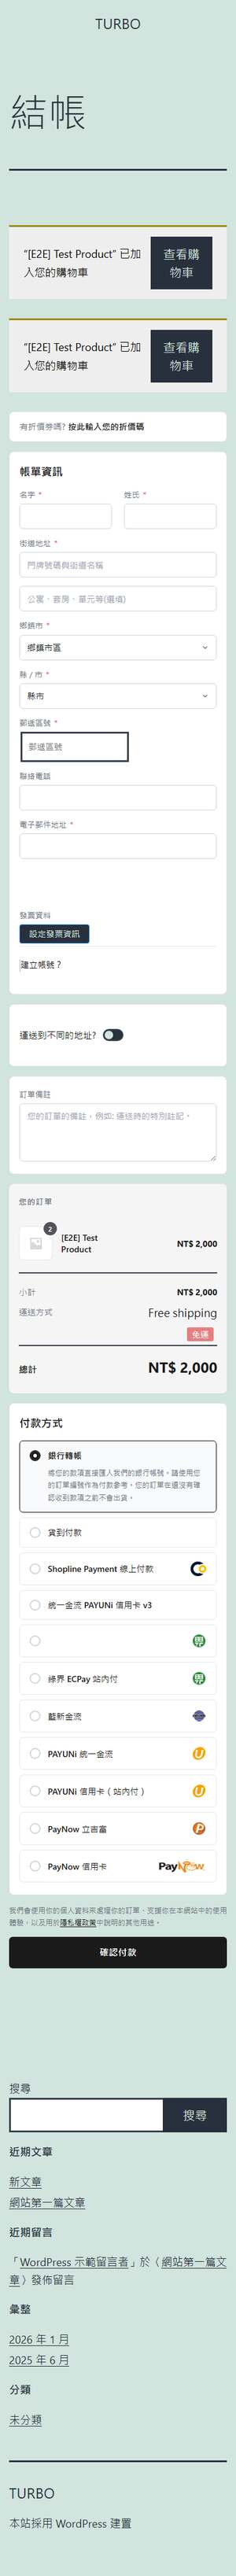 TURBO
結帳
“[E2E] Test Product” 已加
入您的購物車
查看購
物車
“[E2E] Test Product” 已加
入您的購物車
查看購
物車
有折價券嗎? 按此輸入您的折價碼
帳單資訊
名字 *
姓氏 *
街道地址 *
門牌號碼與街道名稱
公寓、套房、單元等(選填)
鄉鎮市 *
鄉鎮市區
縣 / 市 *
縣市
郵遞區號 *
郵遞區號
聯絡電話
電子郵件地址 *
發票資料
設定發票資訊
建立帳號？
運送到不同的地址?
訂單備註
您的訂單的備註，例如: 運送時的特別註記。
您的訂單
2
[E2E] Test
Product
NT$ 2,000
小計
NT$ 2,000
運送方式
Free shipping
免運
總計
NT$ 2,000
付款方式
銀行轉帳
將您的款項直接匯入我們的銀行帳號。請使用您
的訂單編號作為付款參考。您的訂單在還沒有確
認收到款項之前不會出貨。
貨到付款
Shopline Payment 線上付款
統一金流 PAYUNi 信用卡 v3
綠界 ECPay 站內付
藍新金流
PAYUNi 統一金流
PAYUNi 信用卡（站內付）
PayNow 立吉富
PayNow 信用卡
PayNow
我們會使用你的個人資料來處理你的訂單、支援你在本網站中的使用
體驗，以及用於隱私權政策中說明的其他用途。
確認付款
搜尋
搜尋
近期文章
新文章
網站第一篇文章
近期留言
「WordPress 示範留言者」於〈網站第一篇文
章〉發佈留言
彙整
2026 年 1 月
2025 年 6 月
分類
未分類
TURBO
本站採用 WordPress 建置